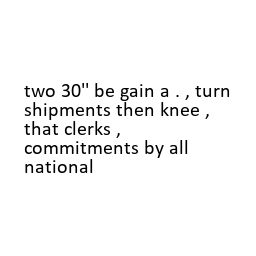 two 30" be gain a . , turn
shipments then knee ,
that clerks ,
commitments by all
national